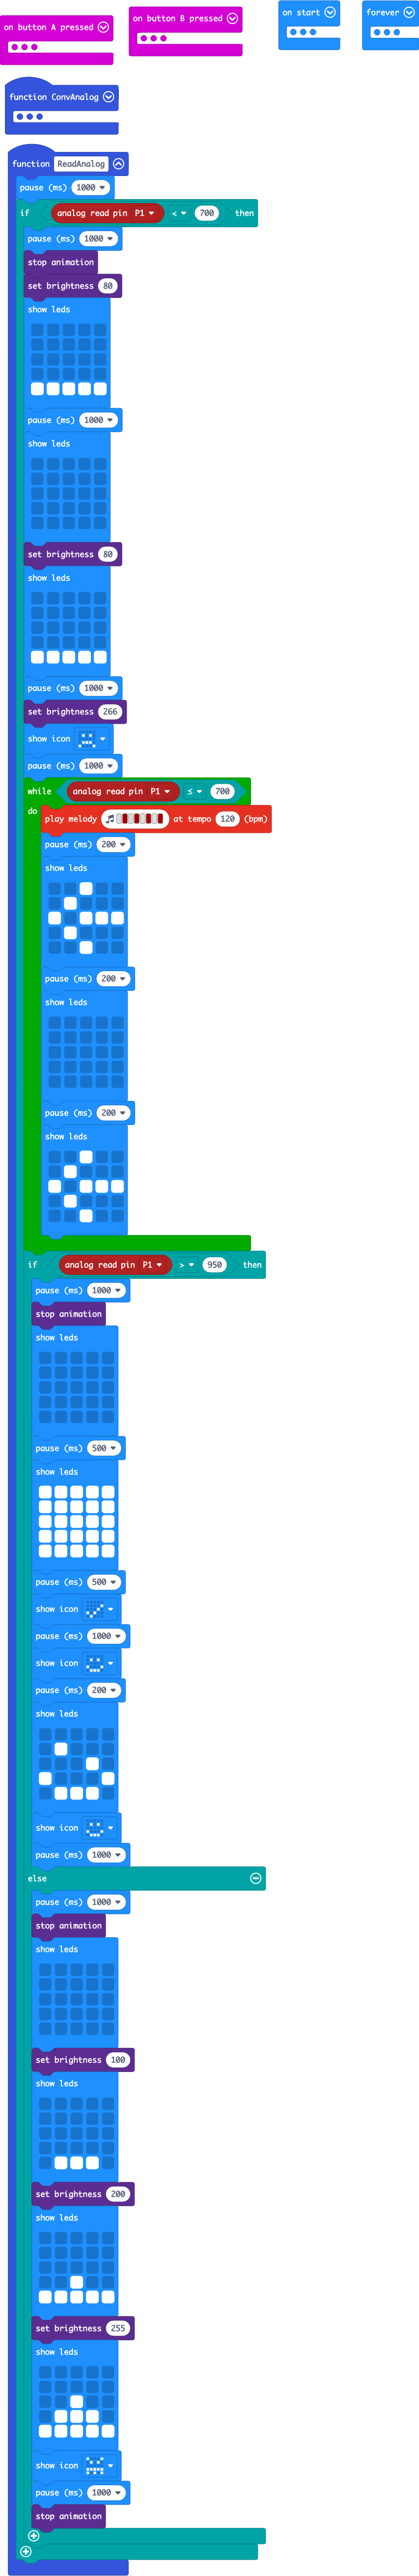 on button A pressed
on button B pressed
on start
forever
function ConvAnalog
function ReadAnalog
pause (ms) 1000
if analog read pin P1 < 700 then
pause (ms) 1000
stop animation
set brightness 80
show leds
pause (ms) 1000
show leds
set brightness 80
show leds
pause (ms) 1000
set brightness 266
show icon
pause (ms) 1000
while analog read pin P1 ≤ 700
do
play melody at tempo 120 (bpm)
pause (ms) 200
show leds
pause (ms) 200
show leds
pause (ms) 200
show leds
if analog read pin P1 > 950 then
pause (ms) 1000
stop animation
show leds
pause (ms) 500
show leds
pause (ms) 500
show icon
pause (ms) 1000
show icon
pause (ms) 200
show leds
show icon
pause (ms) 1000
else
pause (ms) 1000
stop animation
show leds
set brightness 100
show leds
set brightness 200
show leds
set brightness 255
show leds
show icon
pause (ms) 1000
stop animation